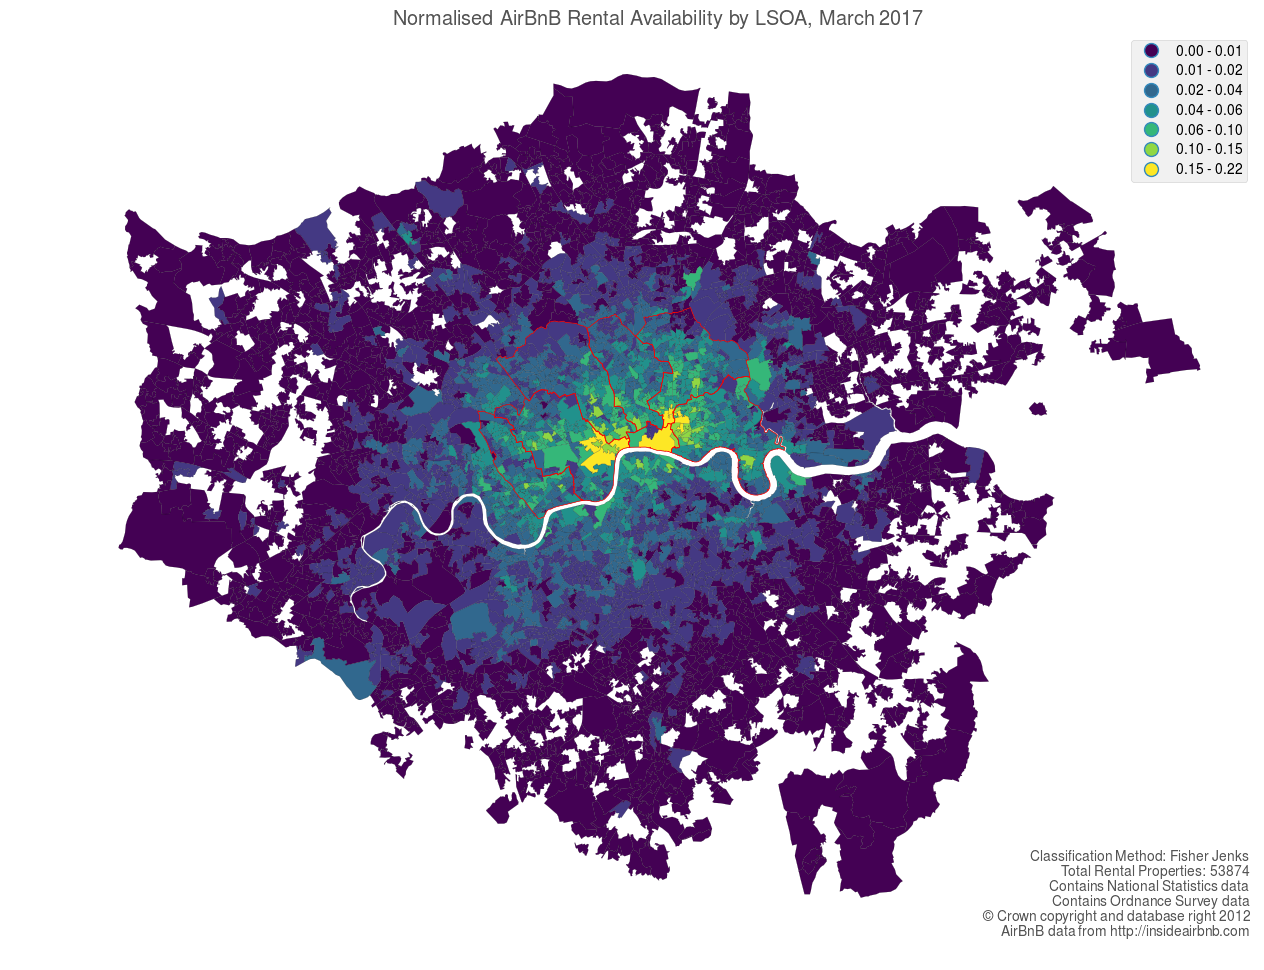 Normalised AirBnB Rental Availability by LSOA, March 2017
0.00 - 0.01
0.01 - 0.02
0.02 - 0.04
0.04 - 0.06
0.06 - 0.10
0.10 - 0.15
0.15 - 0.22
Classification Method: Fisher Jenks
Total Rental Properties: 53874
Contains National Statistics data
Contains Ordnance Survey data
© Crown copyright and database right 2012
AirBnB data from http://insideairbnb.com